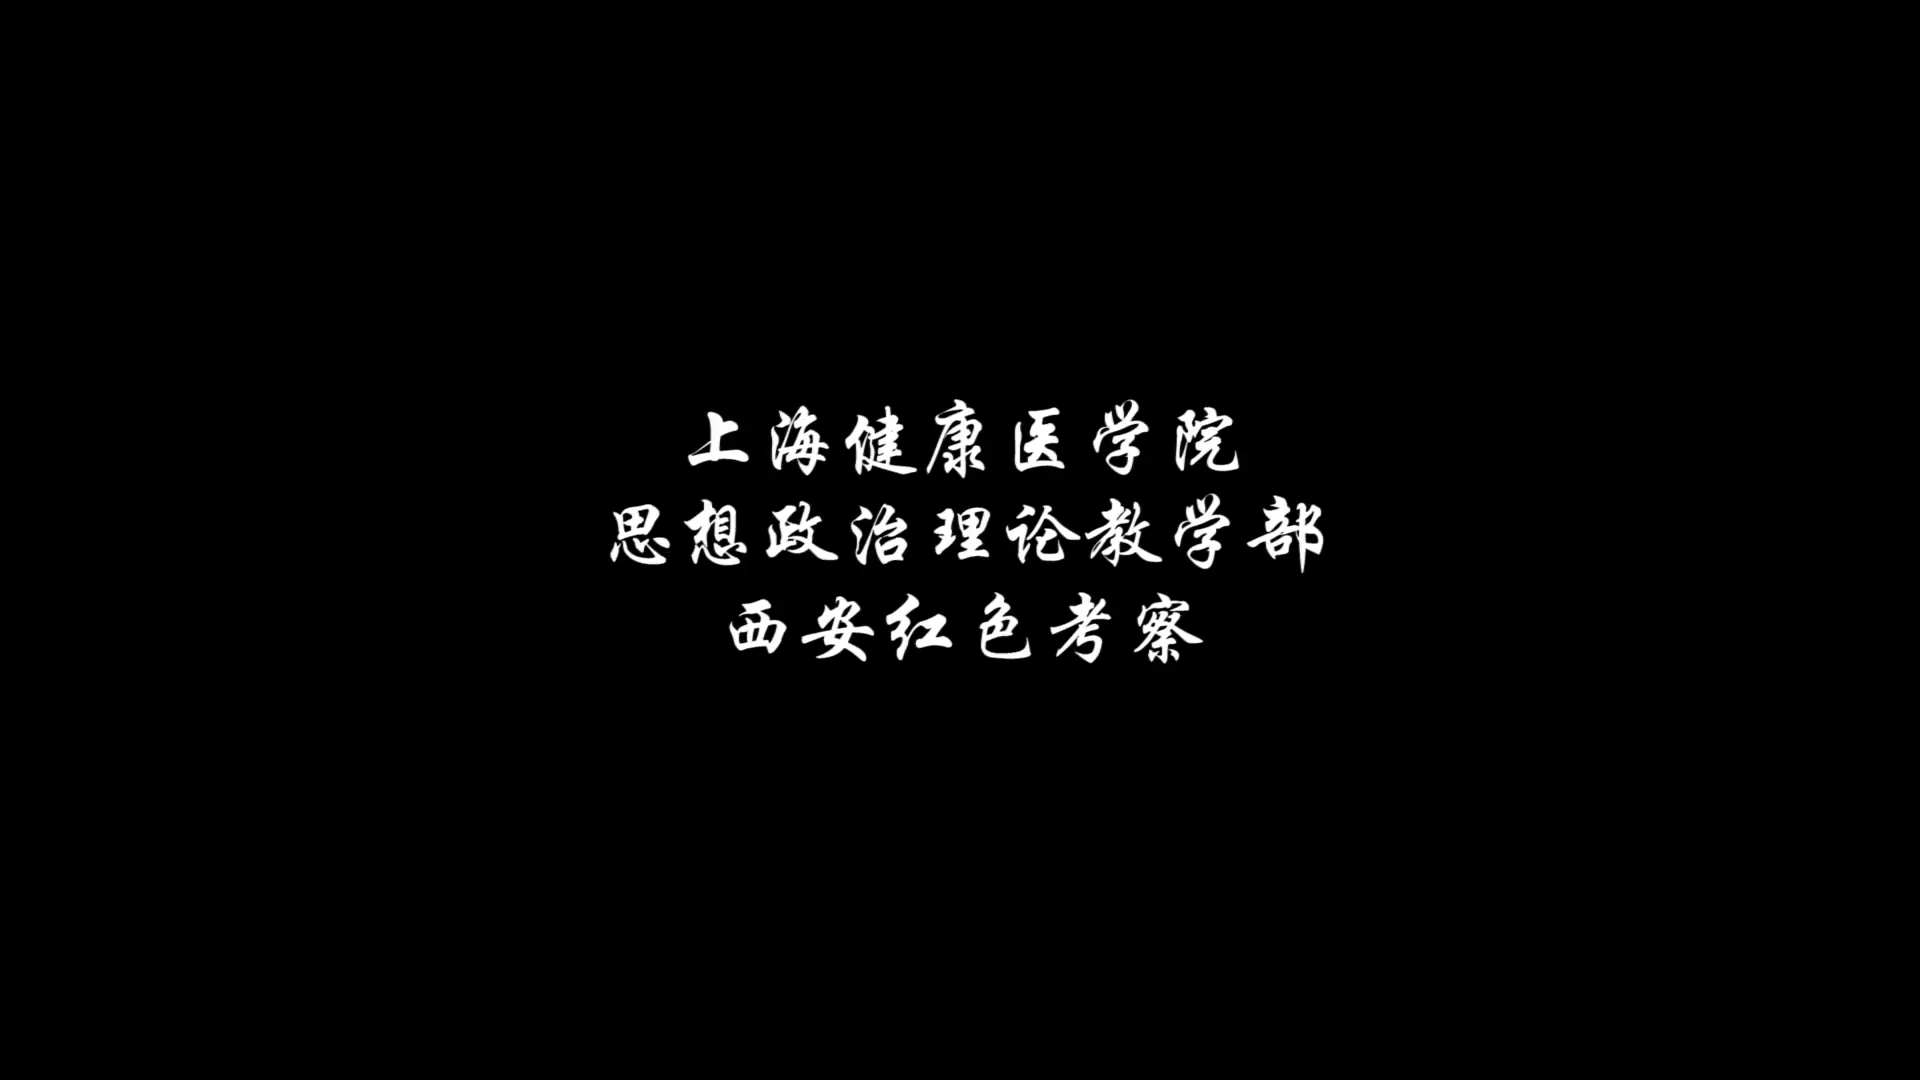 上海健康医学院
思想政治理论教学部
西安红色考察